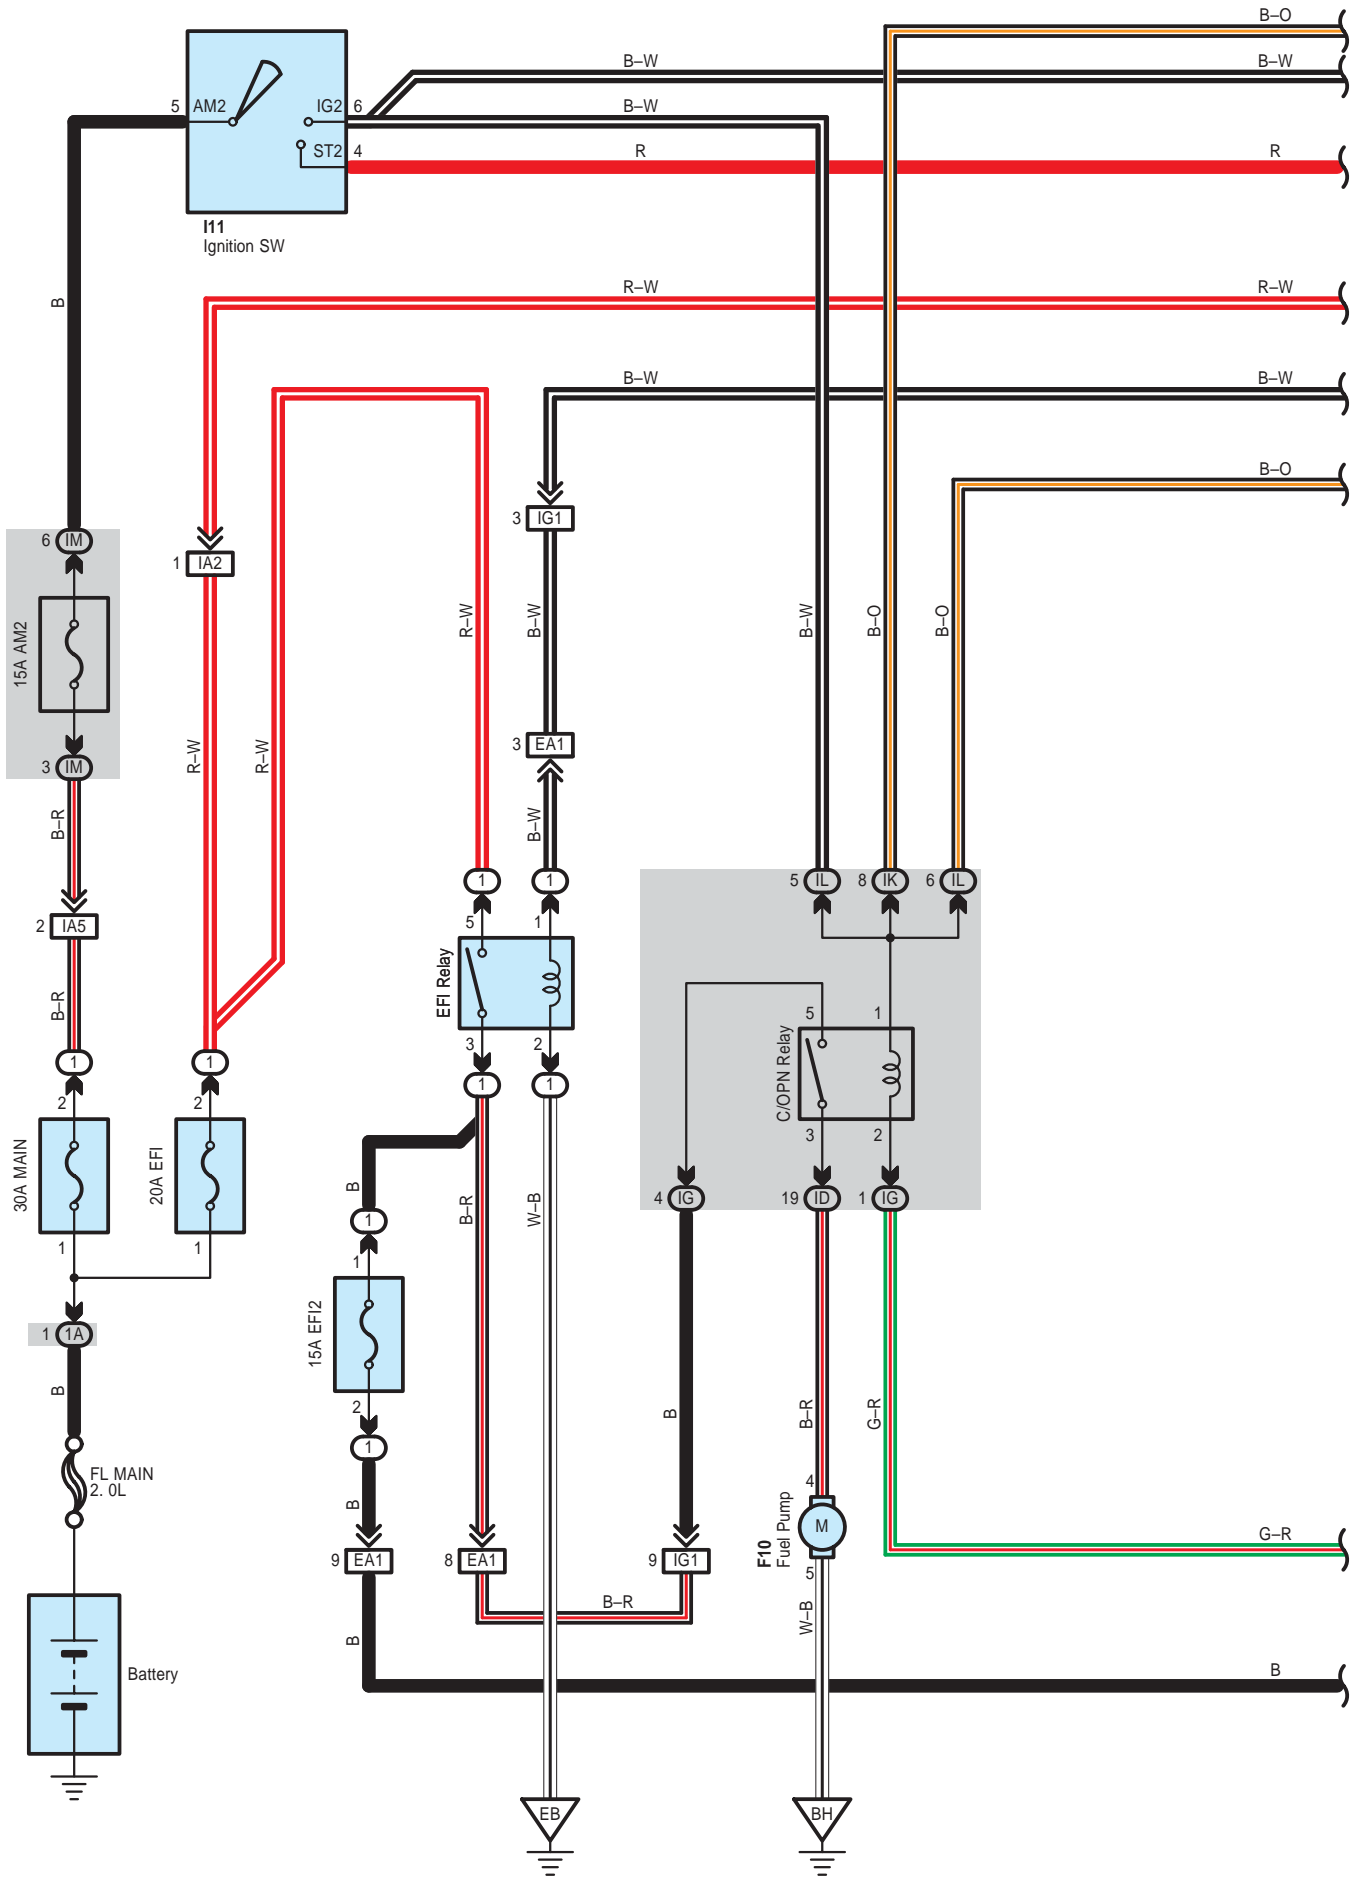 B–O
B–W
B–W
5 AM2
IG2 6
B–W
ST2 4
R
R
I11
Ignition SW
B
R–W
R–W
B–W
B–W
B–O
6 IM
3 IG1
1 IA2
15A AM2
R–W
B–W
B–W
B–O
B–O
3 IM
R–W
R–W
3 EA1
B–R
B–W
1
1
5 IL
8 IK
6 IL
2 IA5
5
1
EFI Relay
B–R
5
1
C/OPN Relay
3
2
1
1
1
1
2
2
3
2
30A MAIN
20A EFI
B
B–R
W–B
4 IG
19 ID
1 IG
1
1
1
1
15A EFI2
1 1A
B
2
1
B
B–R
G–R
FL MAIN
2. 0L
B
4
F10
Fuel Pump
M
5
G–R
9 EA1
8 EA1
9 IG1
B–R
W–B
B
Battery
B
EB
BH